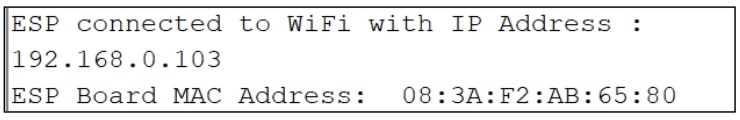 ESP connected to WiFi with IP Address :
192.168.0.103
ESP Board MAC Address:  08:3A:F2:AB:65:80